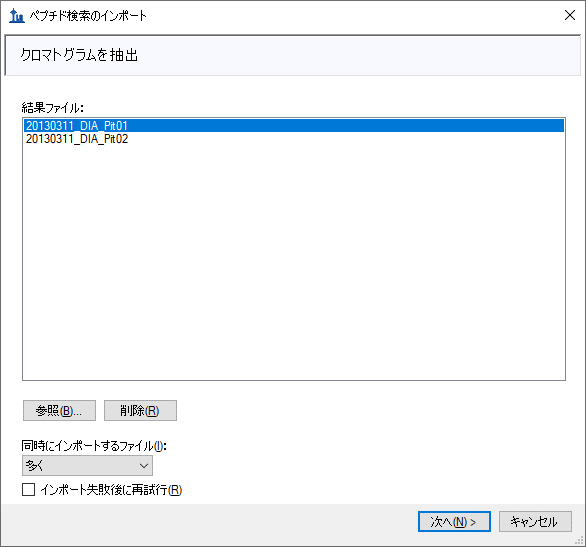 ペプチド検索のインポート
クロマトグラムを抽出
結果ファイル:
20130311_DIA_Pit01
20130311_DIA_Pit02
参照(B)... 削除(R)
同時にインポートするファイル(I):
多く
インポート失敗後に再試行(R)
次へ(N) > キャンセル